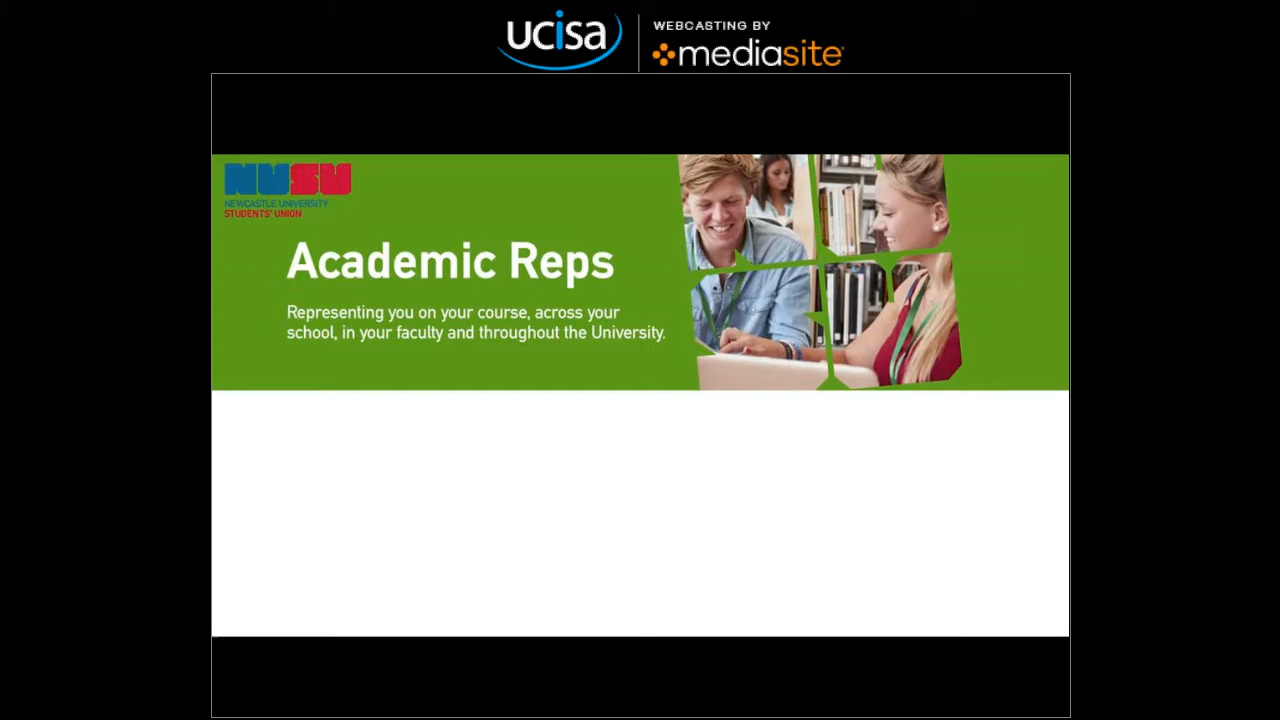 ucisa
WEBCASTING BY
mediasite
NUSU
NEWCASTLE UNIVERSITY
STUDENTS' UNION
Academic Reps
Representing you on your course, across your
school, in your faculty and throughout the University.